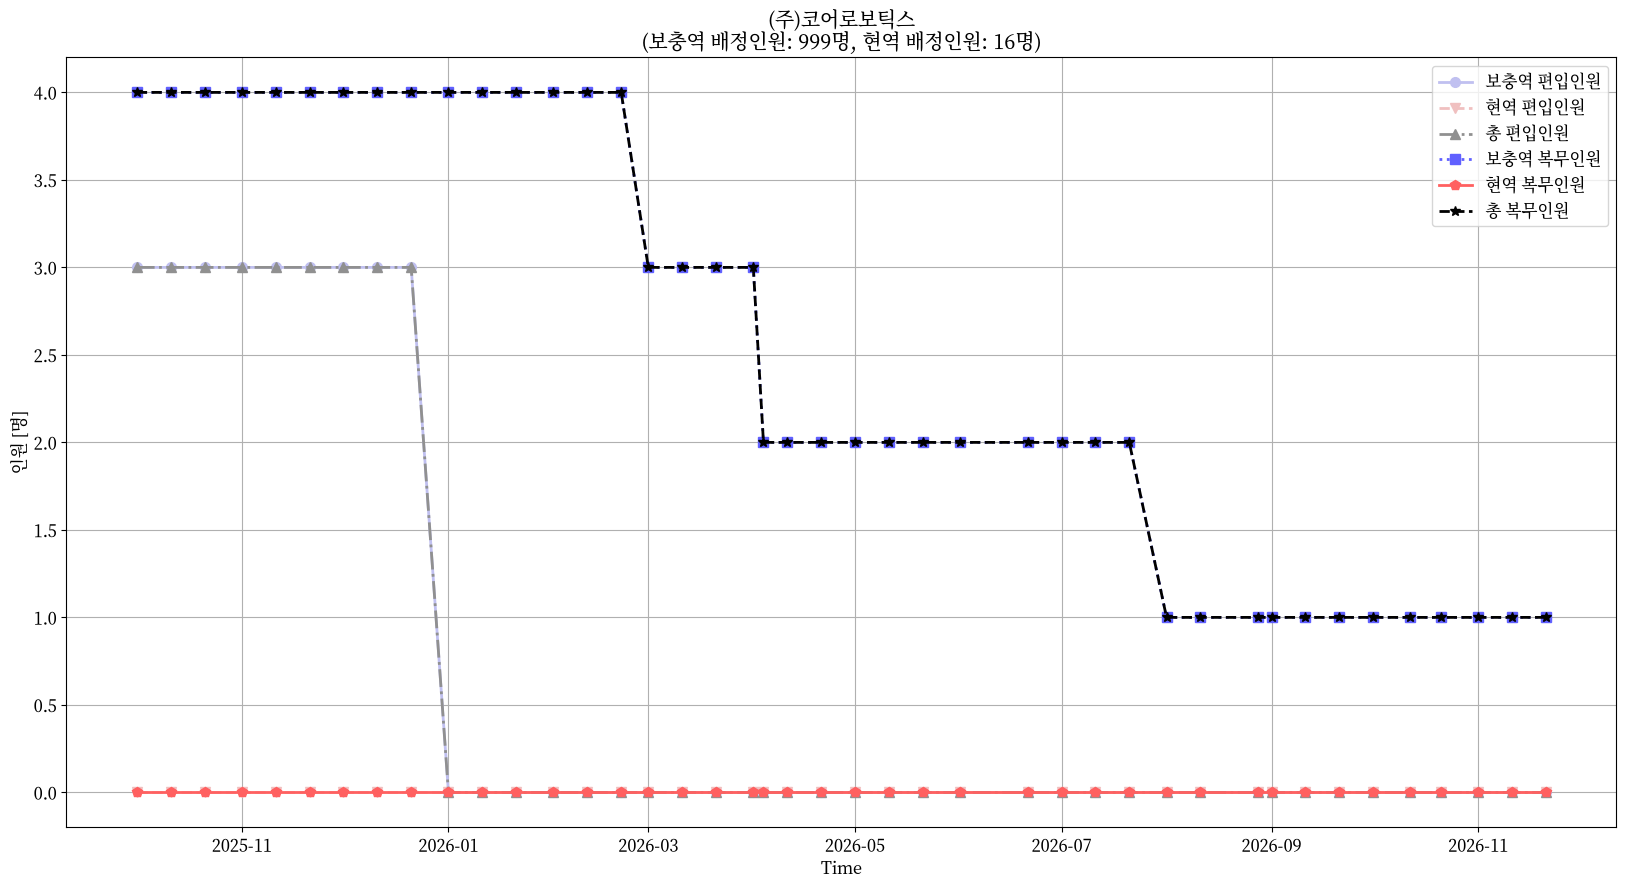 (주)코어로보틱스
(보충역 배정인원: 999명, 현역 배정인원: 16명)
보충역 편입인원
현역 편입인원
총 편입인원
보충역 복무인원
현역 복무인원
총 복무인원
4.0
3.5
3.0
2.5
2.0
1.5
1.0
0.5
0.0
인원 [명]
2025-11
2026-01
2026-03
2026-05
2026-07
2026-09
2026-11
Time